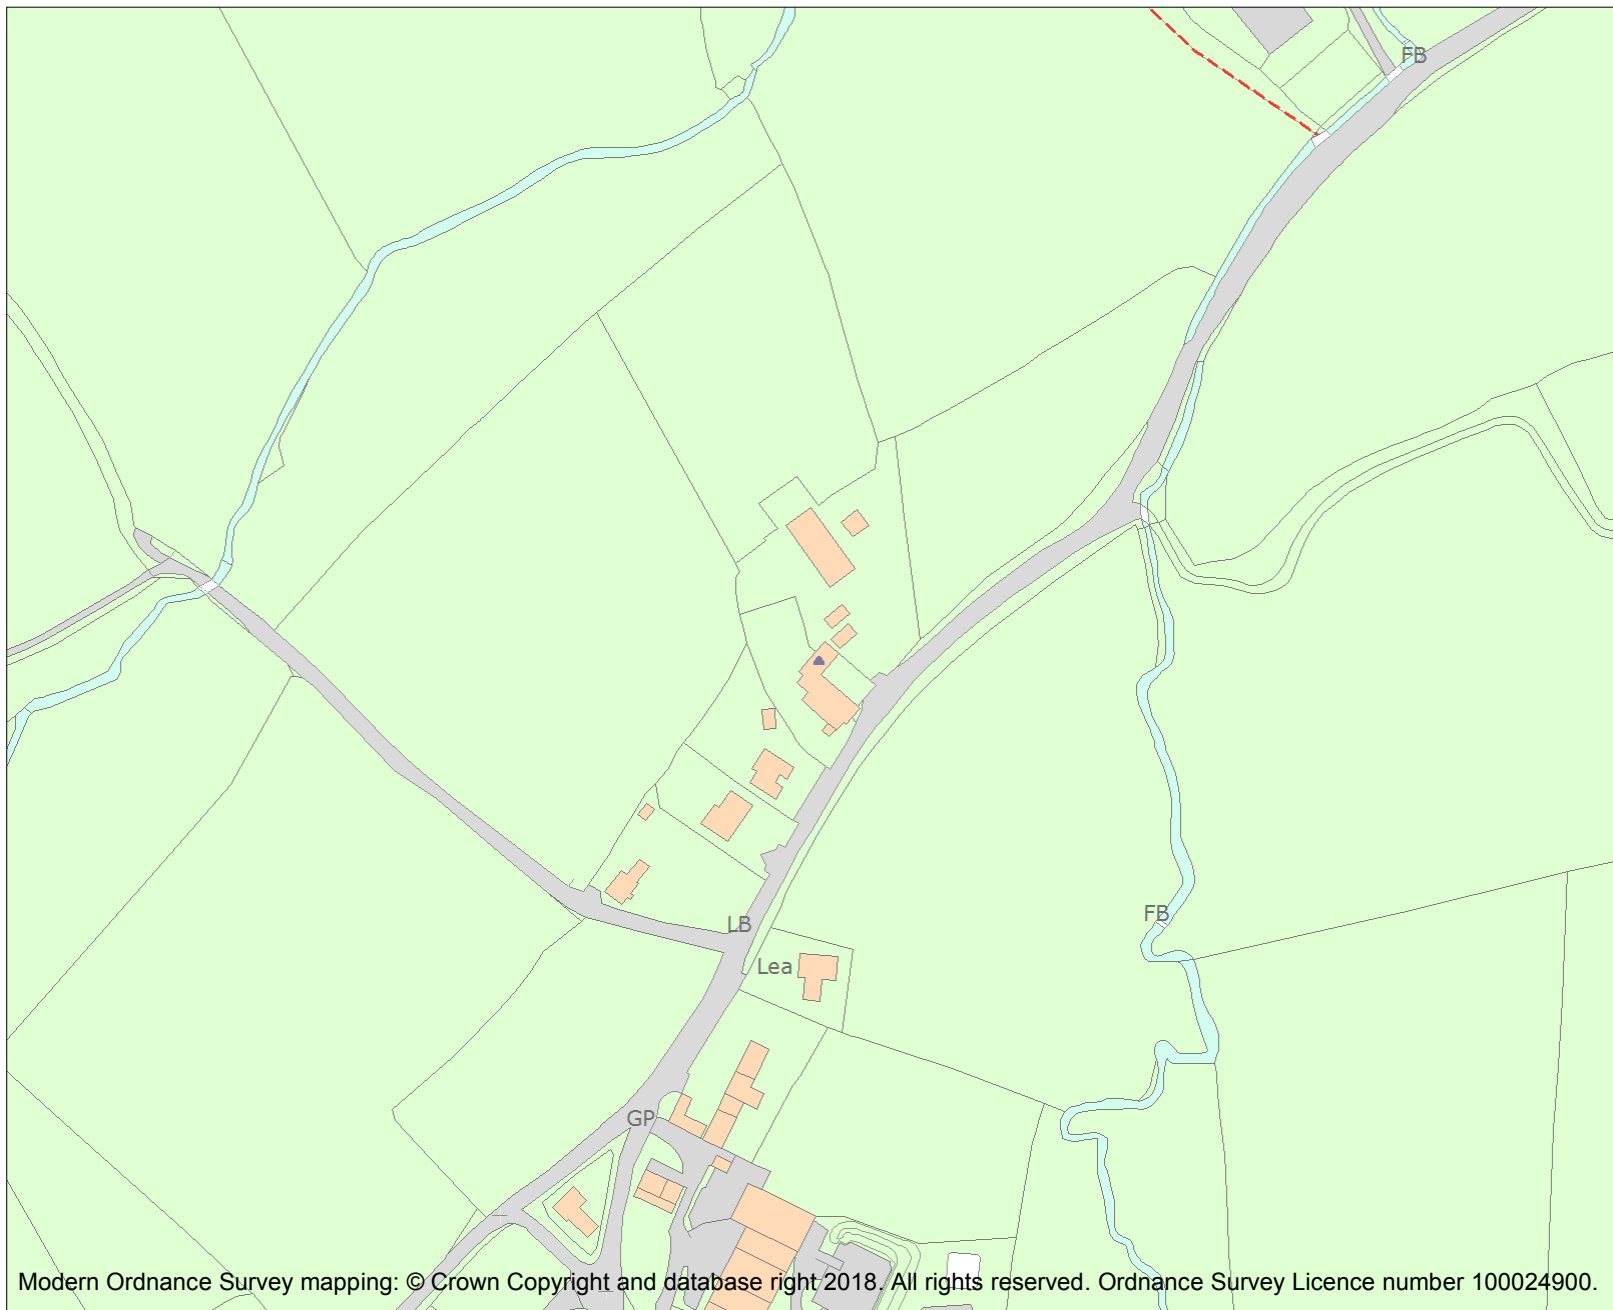 FB
FB
LB
Lea
GP
Modern Ordnance Survey mapping: © Crown Copyright and database right 2018. All rights reserved. Ordnance Survey Licence number 100024900.